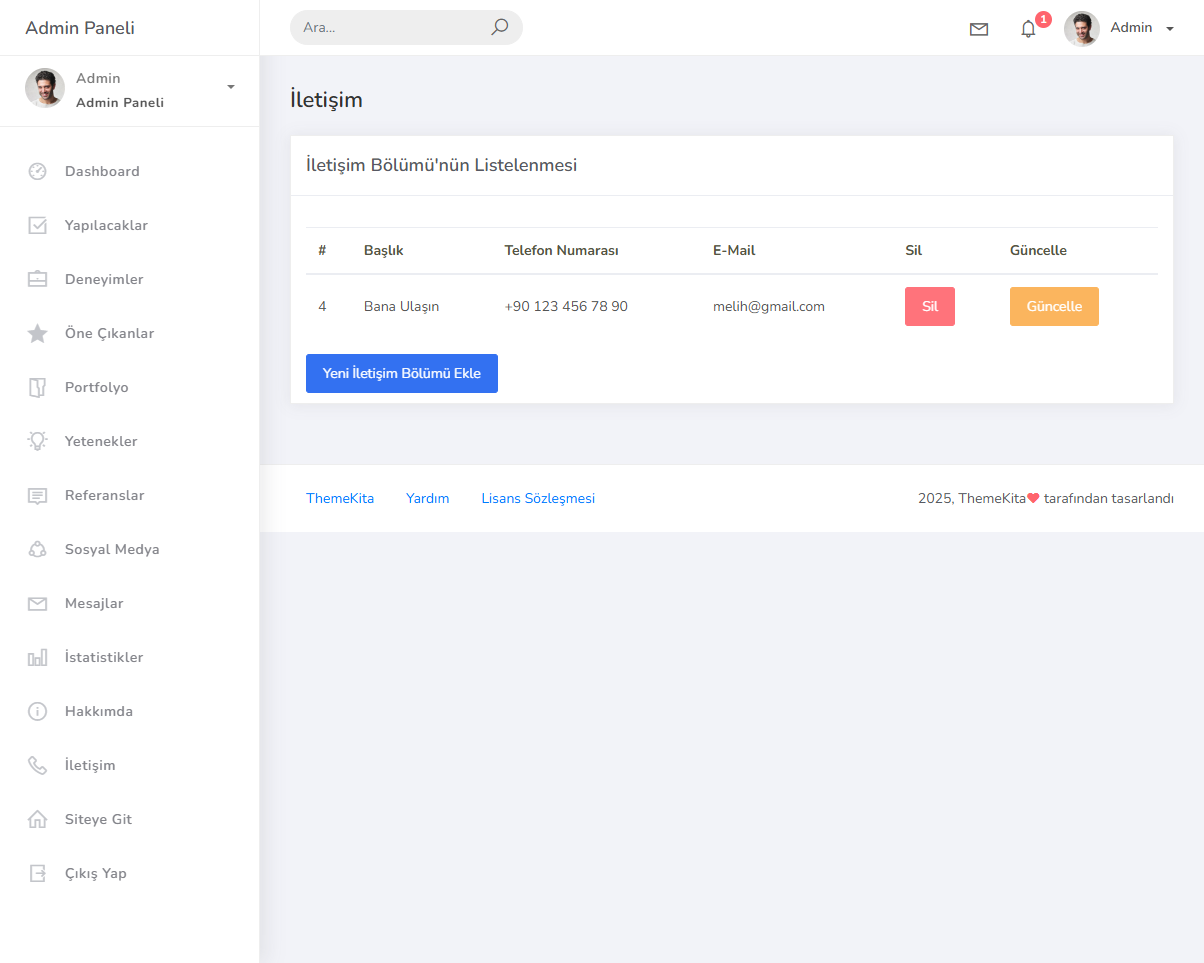 Admin Paneli
Ara...
1
Admin
Admin
Admin Paneli
Dashboard
Yapılacaklar
Deneyimler
Öne Çıkanlar
Portfolyo
Yetenekler
Referanslar
Sosyal Medya
Mesajlar
İstatistikler
Hakkımda
İletişim
Siteye Git
Çıkış Yap
İletişim
İletişim Bölümü'nün Listelenmesi
# Başlık Telefon Numarası E-Mail Sil Güncelle
4 Bana Ulaşın +90 123 456 78 90 melih@gmail.com Sil Güncelle
Yeni İletişim Bölümü Ekle
ThemeKita Yardım Lisans Sözleşmesi 2025, ThemeKita❤ tarafından tasarlandı